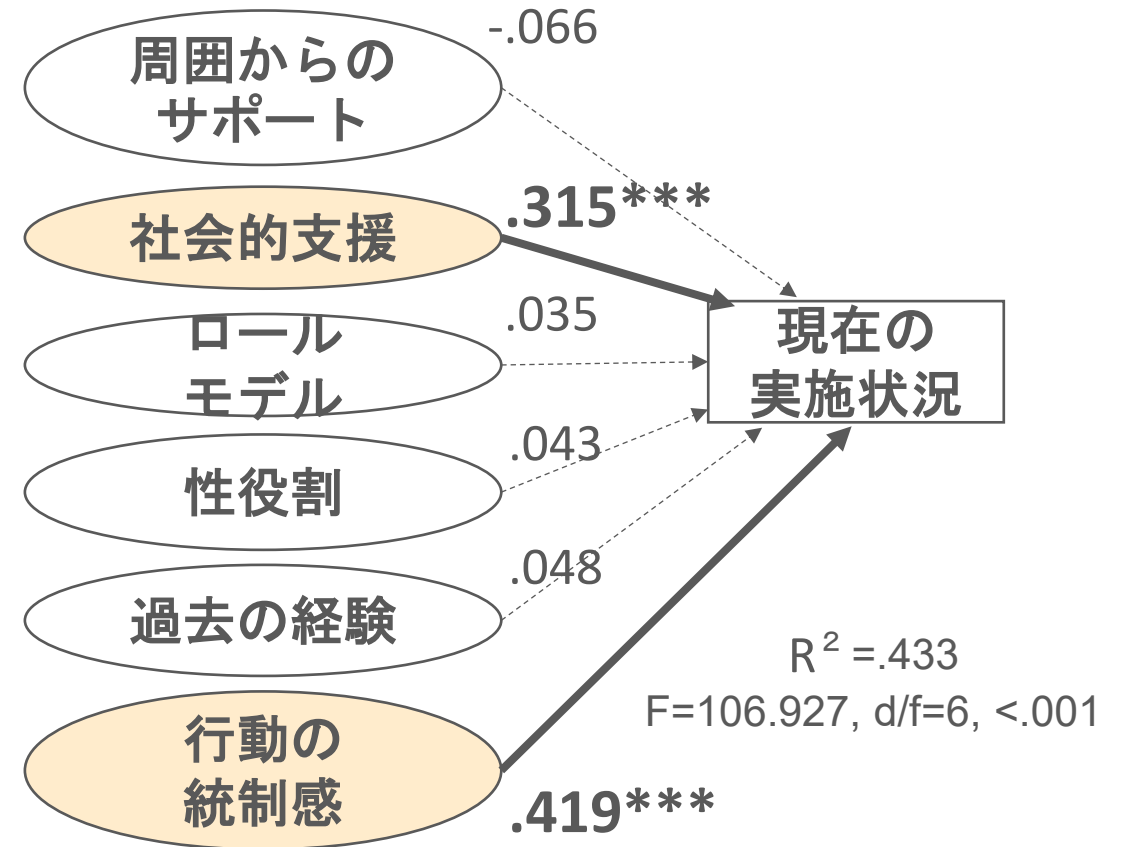 周囲からの
サポート
-.066
社会的支援
.315***
ロール
モデル
.035
現在の
実施状況
性役割
.043
過去の経験
.048
R² =.433
F=106.927, d/f=6, <.001
行動の
統制感
.419***